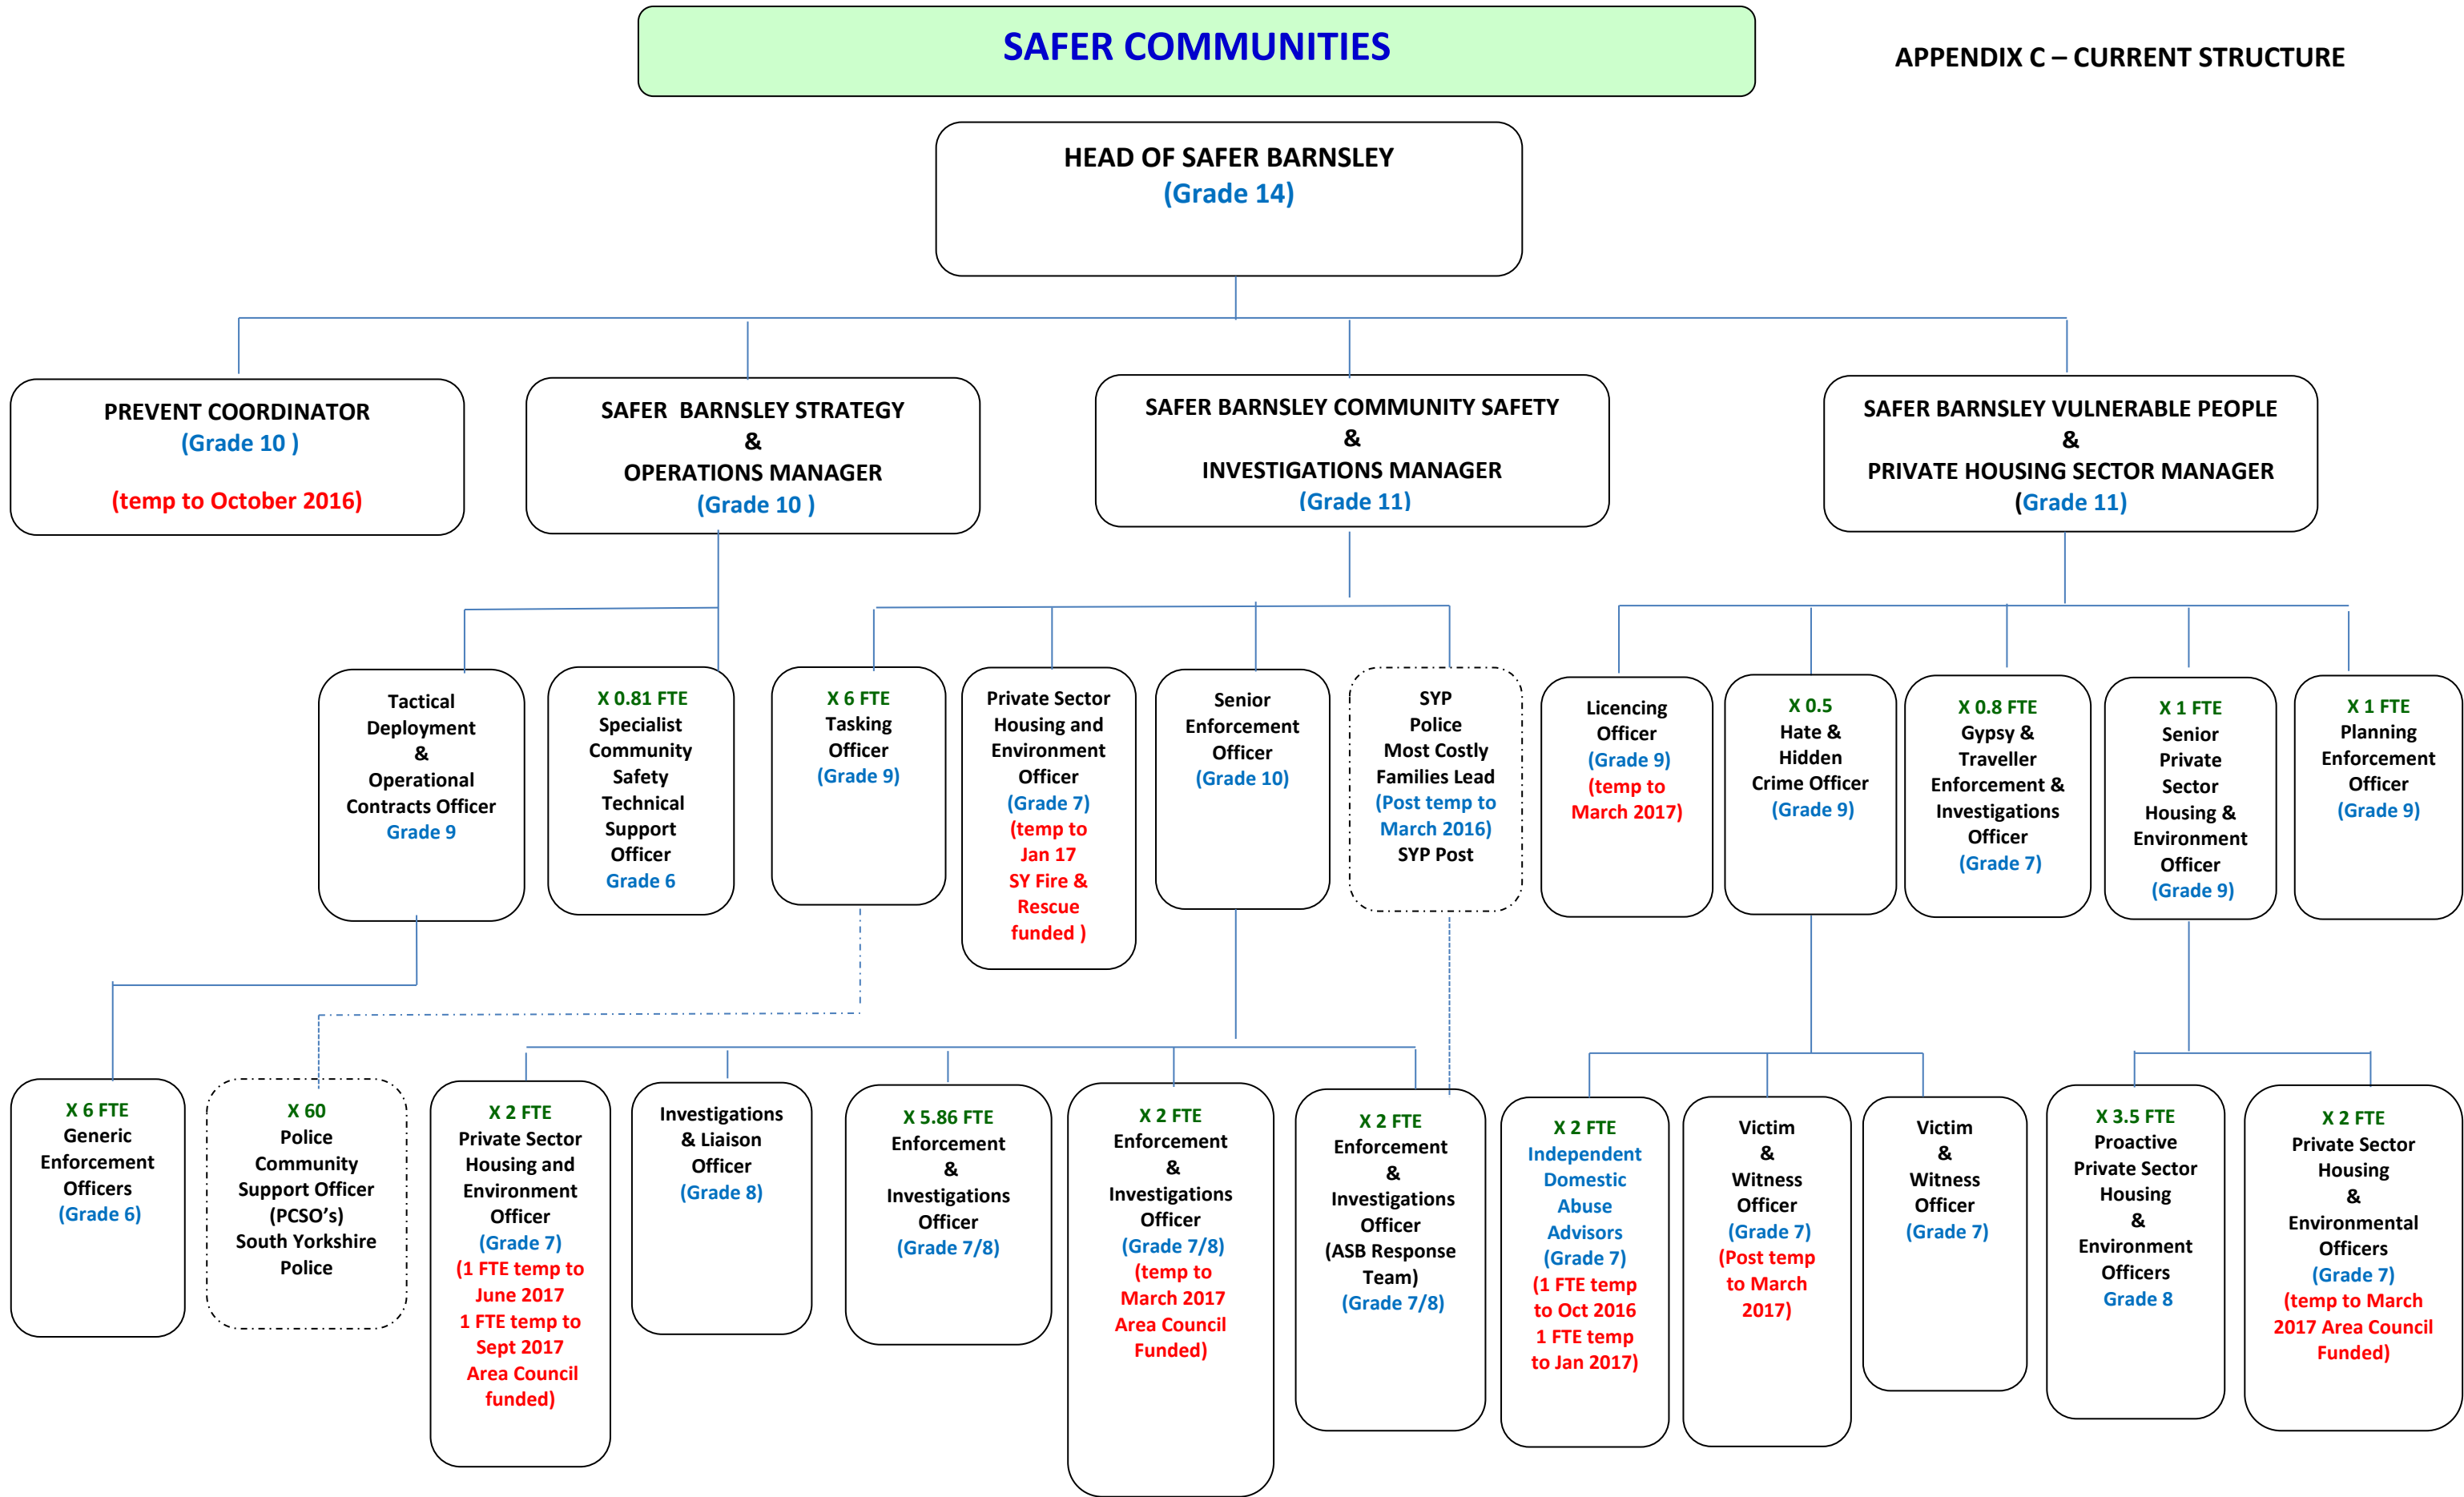 SAFER COMMUNITIES
APPENDIX C – CURRENT STRUCTURE
HEAD OF SAFER BARNSLEY
(Grade 14)
PREVENT COORDINATOR
(Grade 10 )
(temp to October 2016)
SAFER BARNSLEY STRATEGY
&
OPERATIONS MANAGER
(Grade 10 )
SAFER BARNSLEY COMMUNITY SAFETY
&
INVESTIGATIONS MANAGER
(Grade 11)
SAFER BARNSLEY VULNERABLE PEOPLE
&
PRIVATE HOUSING SECTOR MANAGER
(Grade 11)
Tactical
Deployment
&
Operational
Contracts Officer
Grade 9
X 0.81 FTE
Specialist
Community
Safety
Technical
Support
Officer
Grade 6
X 6 FTE
Tasking
Officer
(Grade 9)
Private Sector
Housing and
Environment
Officer
(Grade 7)
(temp to
Jan 17
SY Fire &
Rescue
funded )
Senior
Enforcement
Officer
(Grade 10)
SYP
Police
Most Costly
Families Lead
(Post temp to
March 2016)
SYP Post
Licencing
Officer
(Grade 9)
(temp to
March 2017)
X 0.5
Hate &
Hidden
Crime Officer
(Grade 9)
X 0.8 FTE
Gypsy &
Traveller
Enforcement &
Investigations
Officer
(Grade 7)
X 1 FTE
Senior
Private
Sector
Housing &
Environment
Officer
(Grade 9)
X 1 FTE
Planning
Enforcement
Officer
(Grade 9)
X 6 FTE
Generic
Enforcement
Officers
(Grade 6)
X 60
Police
Community
Support Officer
(PCSO’s)
South Yorkshire
Police
X 2 FTE
Private Sector
Housing and
Environment
Officer
(Grade 7)
(1 FTE temp to
June 2017
1 FTE temp to
Sept 2017
Area Council
funded)
Investigations
& Liaison
Officer
(Grade 8)
X 5.86 FTE
Enforcement
&
Investigations
Officer
(Grade 7/8)
X 2 FTE
Enforcement
&
Investigations
Officer
(Grade 7/8)
(temp to
March 2017
Area Council
Funded)
X 2 FTE
Enforcement
&
Investigations
Officer
(ASB Response
Team)
(Grade 7/8)
X 2 FTE
Independent
Domestic
Abuse
Advisors
(Grade 7)
(1 FTE temp
to Oct 2016
1 FTE temp
to Jan 2017)
Victim
&
Witness
Officer
(Grade 7)
(Post temp
to March
2017)
Victim
&
Witness
Officer
(Grade 7)
X 3.5 FTE
Proactive
Private Sector
Housing
&
Environment
Officers
Grade 8
X 2 FTE
Private Sector
Housing
&
Environmental
Officers
(Grade 7)
(temp to March
2017 Area Council
Funded)